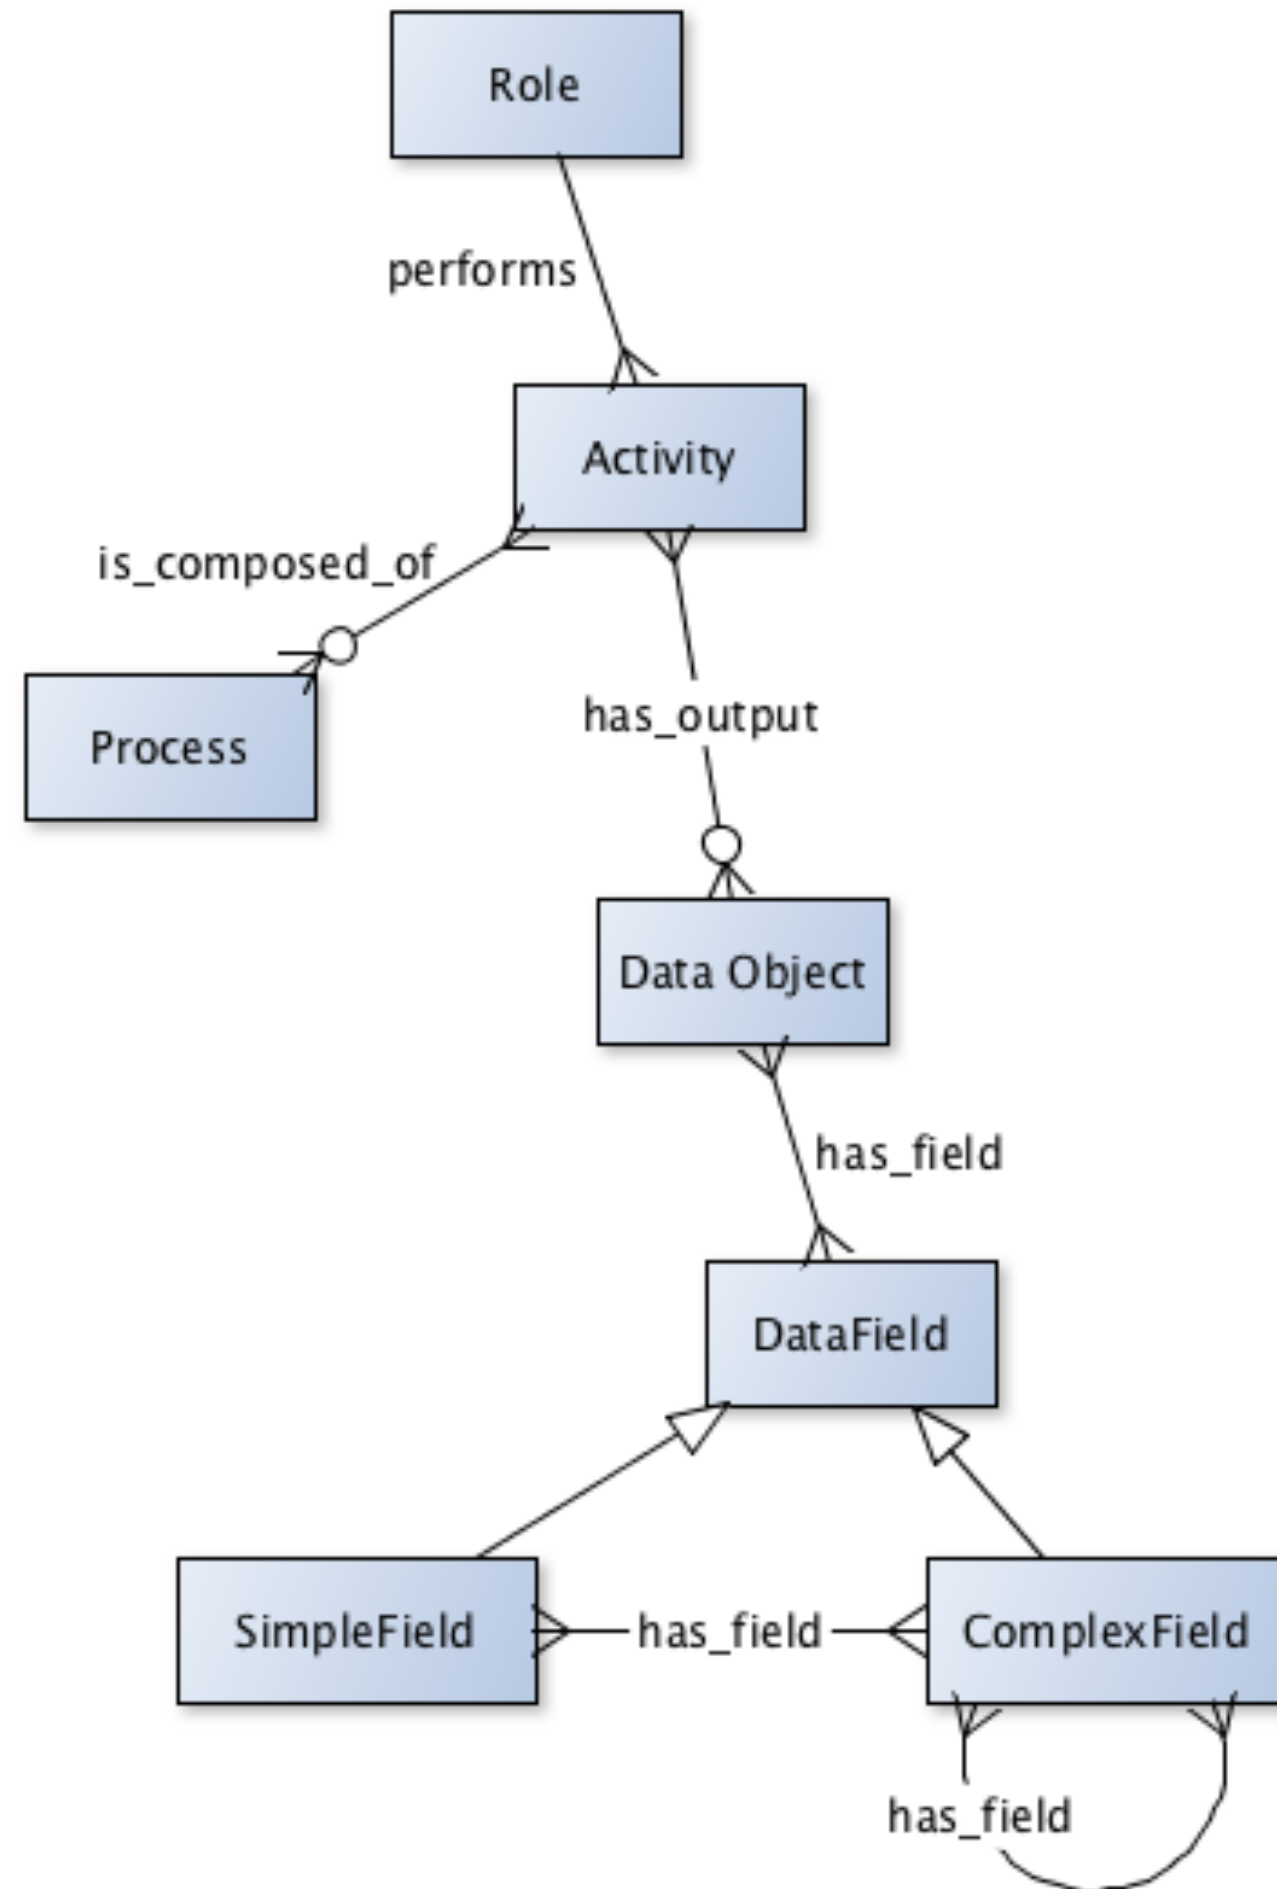 Role
performs
Activity
is_composed_of
has_output
Process
Data Object
has_field
DataField
SimpleField
has_field
ComplexField
has_field